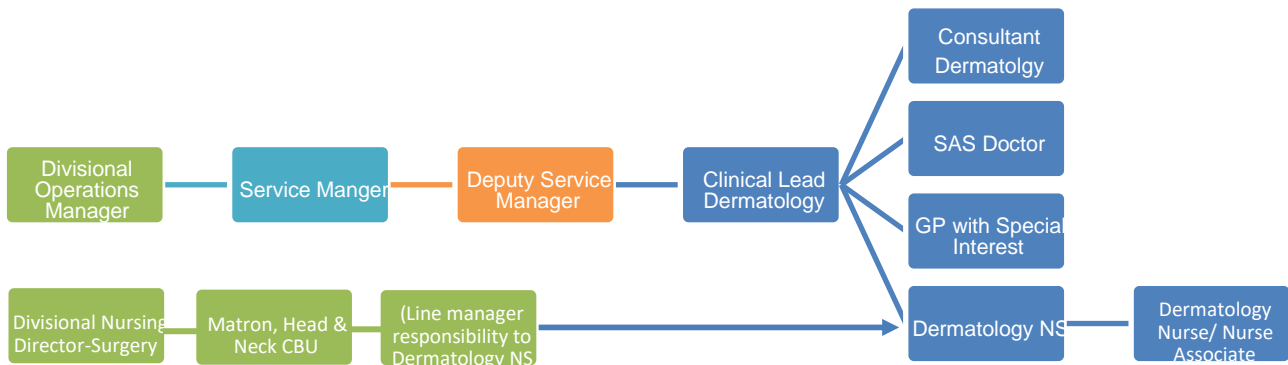 Consultant
Dermatolgy
SAS Doctor
Divisional
Operations
Manager
Service Manger
Deputy Service
Manager
Clinical Lead
Dermatology
GP with Special
Interest
Divisional Nursing
Director-Surgery
Matron, Head &
Neck CBU
(Line manager
responsibility to
Dermatology NS
Dermatology NS
Dermatology
Nurse/ Nurse
Associate